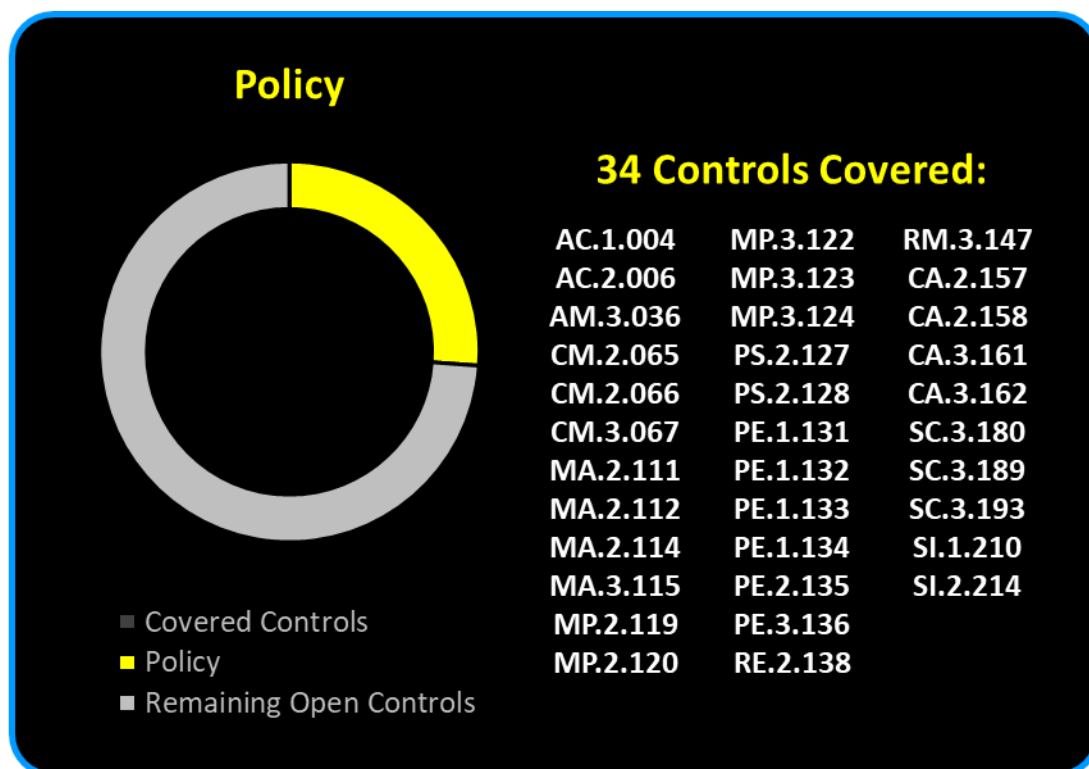 Policy
34 Controls Covered:
AC.1.004 MP.3.122 RM.3.147
AC.2.006 MP.3.123 CA.2.157
AM.3.036 MP.3.124 CA.2.158
CM.2.065 PS.2.127 CA.3.161
CM.2.066 PS.2.128 CA.3.162
CM.3.067 PE.1.131 SC.3.180
MA.2.111 PE.1.132 SC.3.189
MA.2.112 PE.1.133 SC.3.193
MA.2.114 PE.1.134 SI.1.210
MA.3.115 PE.2.135 SI.2.214
MP.2.119 PE.3.136
MP.2.120 RE.2.138
Covered Controls
Policy
Remaining Open Controls